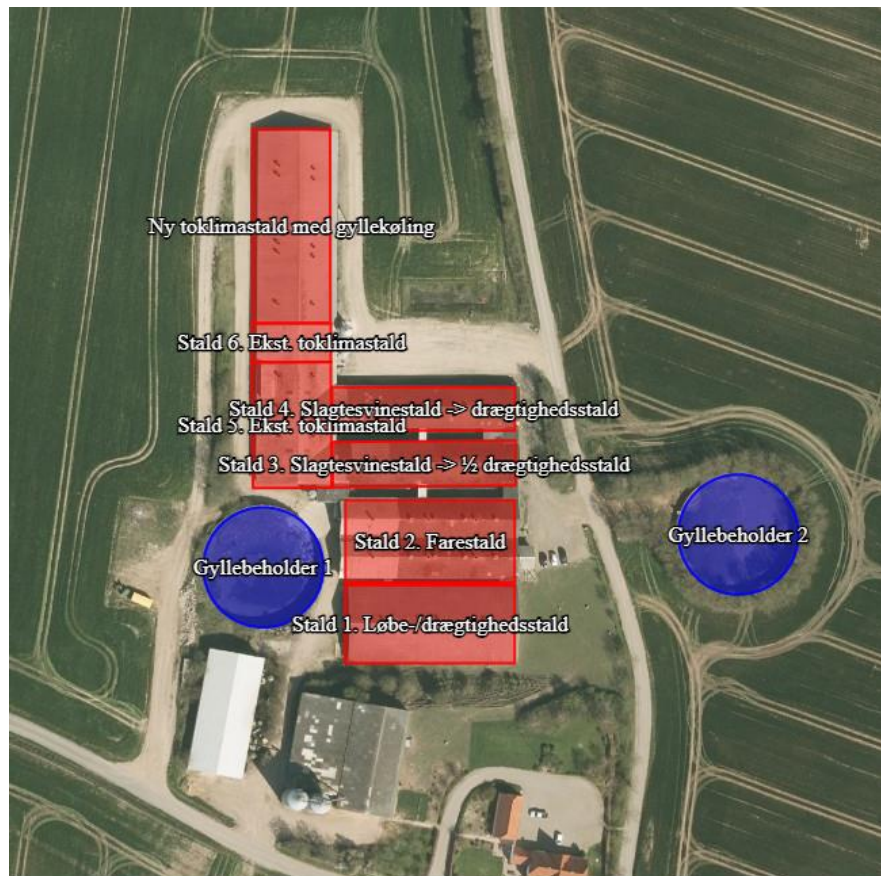 Ny toklimastald med gyllekøling
Stald 6. Ekst. toklimastald
Stald 4. Slagtesvinestald -> drægtighedsstald
Stald 5. Ekst. toklimastald
Stald 3. Slagtesvinestald -> ½ drægtighedsstald
Gyllebeholder 2
Stald 2. Farestald
Gyllebeholder 1
Stald 1. Løbe-/drægtighedsstald